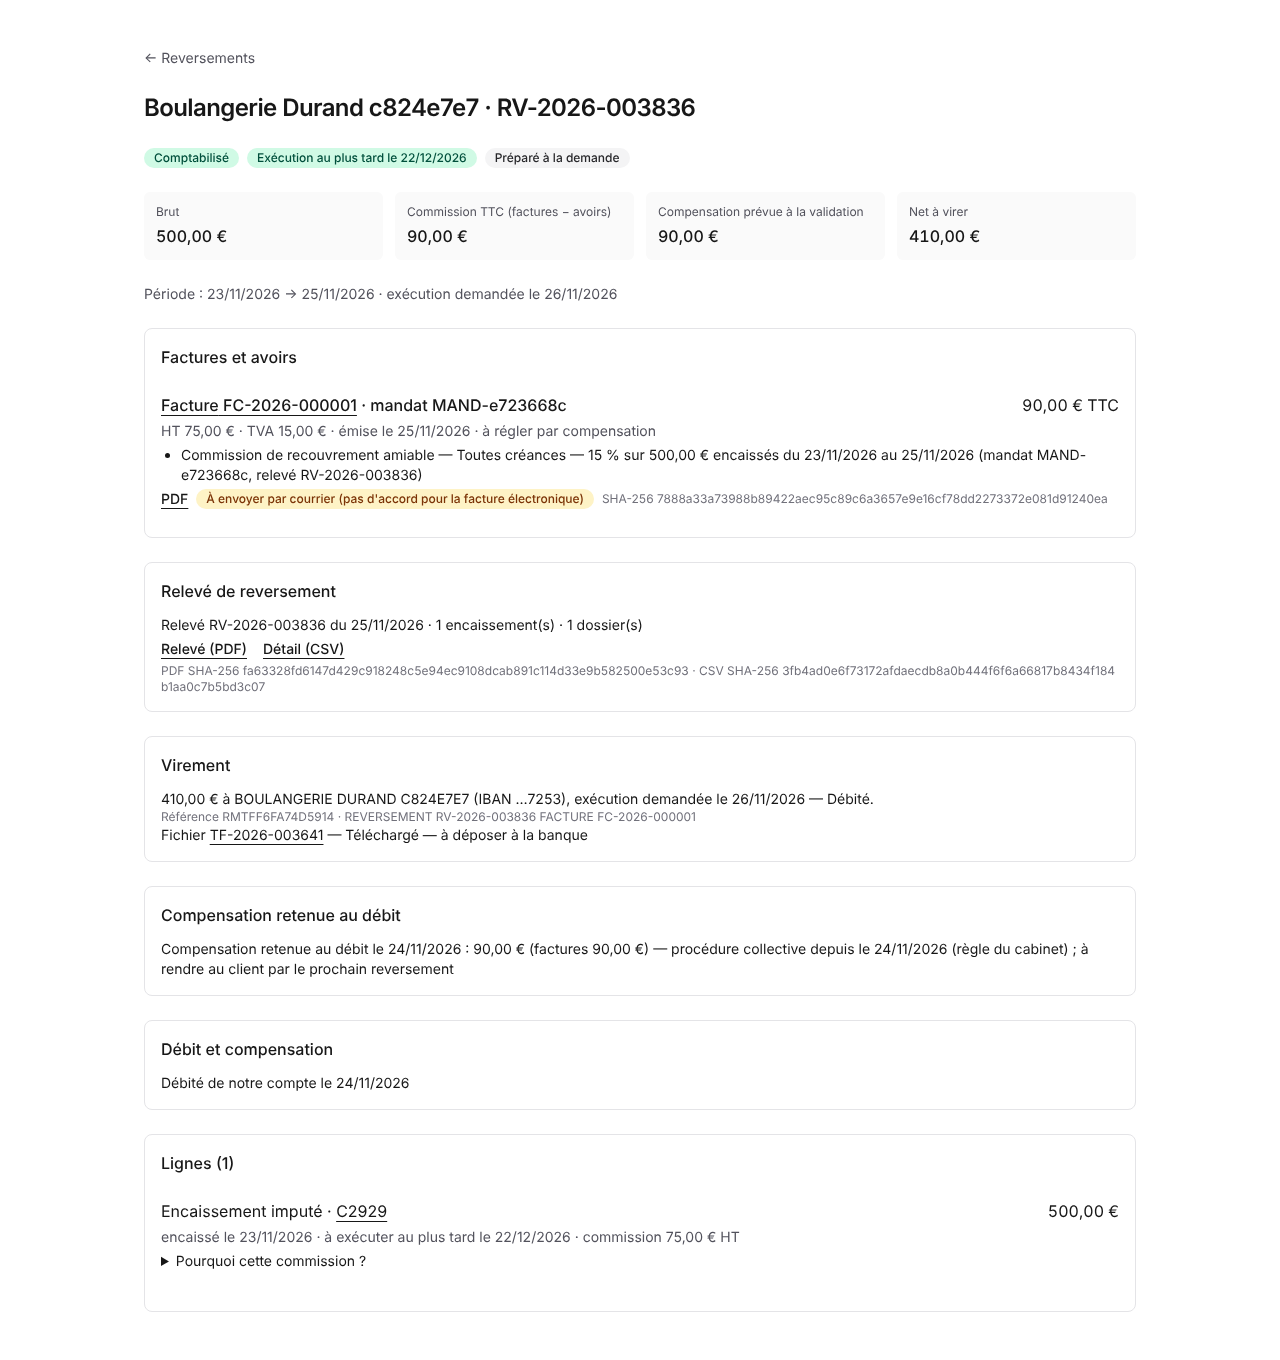 ← Reversements
Boulangerie Durand c824e7e7 · RV-2026-003836
Comptabilisé Exécution au plus tard le 22/12/2026 Préparé à la demande
Brut
500,00 €
Commission TTC (factures − avoirs)
90,00 €
Compensation prévue à la validation
90,00 €
Net à virer
410,00 €
Période : 23/11/2026 → 25/11/2026 · exécution demandée le 26/11/2026
Factures et avoirs
Facture FC-2026-000001 · mandat MAND-e723668c 90,00 € TTC
HT 75,00 € · TVA 15,00 € · émise le 25/11/2026 · à régler par compensation
• Commission de recouvrement amiable — Toutes créances — 15 % sur 500,00 € encaissés du 23/11/2026 au 25/11/2026 (mandat MAND-
e723668c, relevé RV-2026-003836)
PDF À envoyer par courrier (pas d'accord pour la facture électronique) SHA-256 7888a33a73988b89422aec95c89c6a3657e9e16cf78dd2273372e081d91240ea
Relevé de reversement
Relevé RV-2026-003836 du 25/11/2026 · 1 encaissement(s) · 1 dossier(s)
Relevé (PDF) Détail (CSV)
PDF SHA-256 fa63328fd6147d429c918248c5e94ec9108dcab891c114d33e9b582500e53c93 · CSV SHA-256 3fb4ad0e6f73172afdaecdb8a0b444f6f6a66817b8434f184
b1aa0c7b5bd3c07
Virement
410,00 € à BOULANGERIE DURAND C824E7E7 (IBAN …7253), exécution demandée le 26/11/2026 — Débité.
Référence RMTFF6FA74D5914 · REVERSEMENT RV-2026-003836 FACTURE FC-2026-000001
Fichier TF-2026-003641 — Téléchargé — à déposer à la banque
Compensation retenue au débit
Compensation retenue au débit le 24/11/2026 : 90,00 € (factures 90,00 €) — procédure collective depuis le 24/11/2026 (règle du cabinet) ; à
rendre au client par le prochain reversement
Débit et compensation
Débité de notre compte le 24/11/2026
Lignes (1)
Encaissement imputé · C2929 500,00 €
encaissé le 23/11/2026 · à exécuter au plus tard le 22/12/2026 · commission 75,00 € HT
▶ Pourquoi cette commission ?